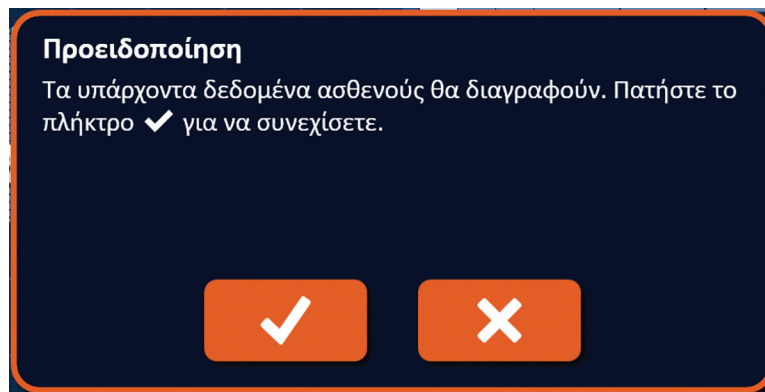 Προειδοποίηση
Τα υπάρχοντα δεδομένα ασθενούς θα διαγραφούν. Πατήστε το
πλήκτρο ✔ για να συνεχίσετε.